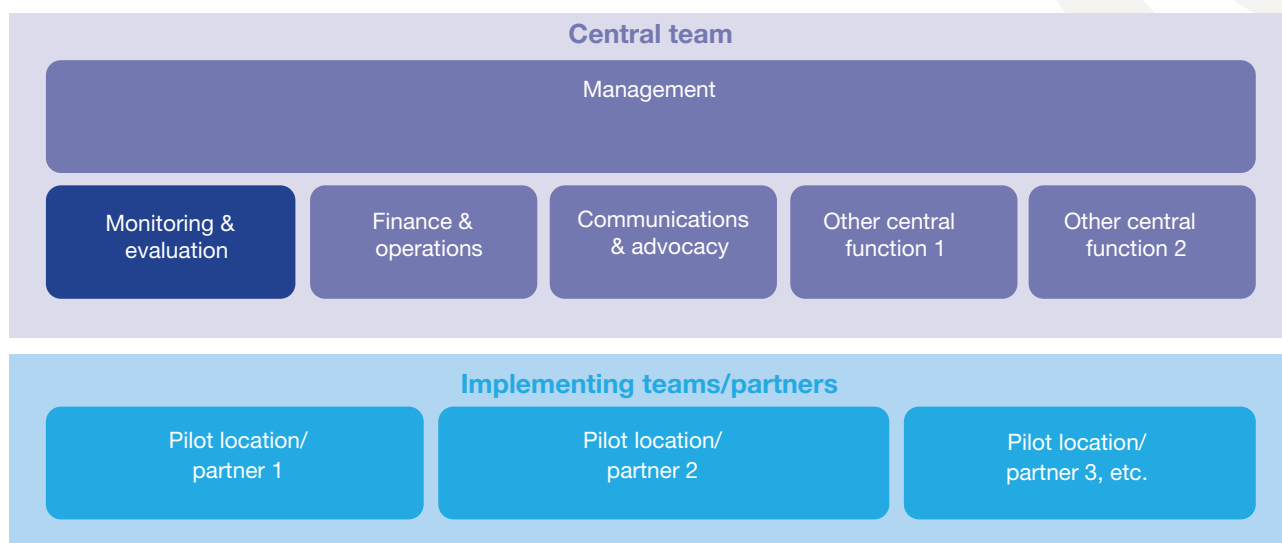 Central team
Management
Monitoring &
evaluation
Finance &
operations
Communications
& advocacy
Other central
function 1
Other central
function 2
Implementing teams/partners
Pilot location/
partner 1
Pilot location/
partner 2
Pilot location/
partner 3, etc.